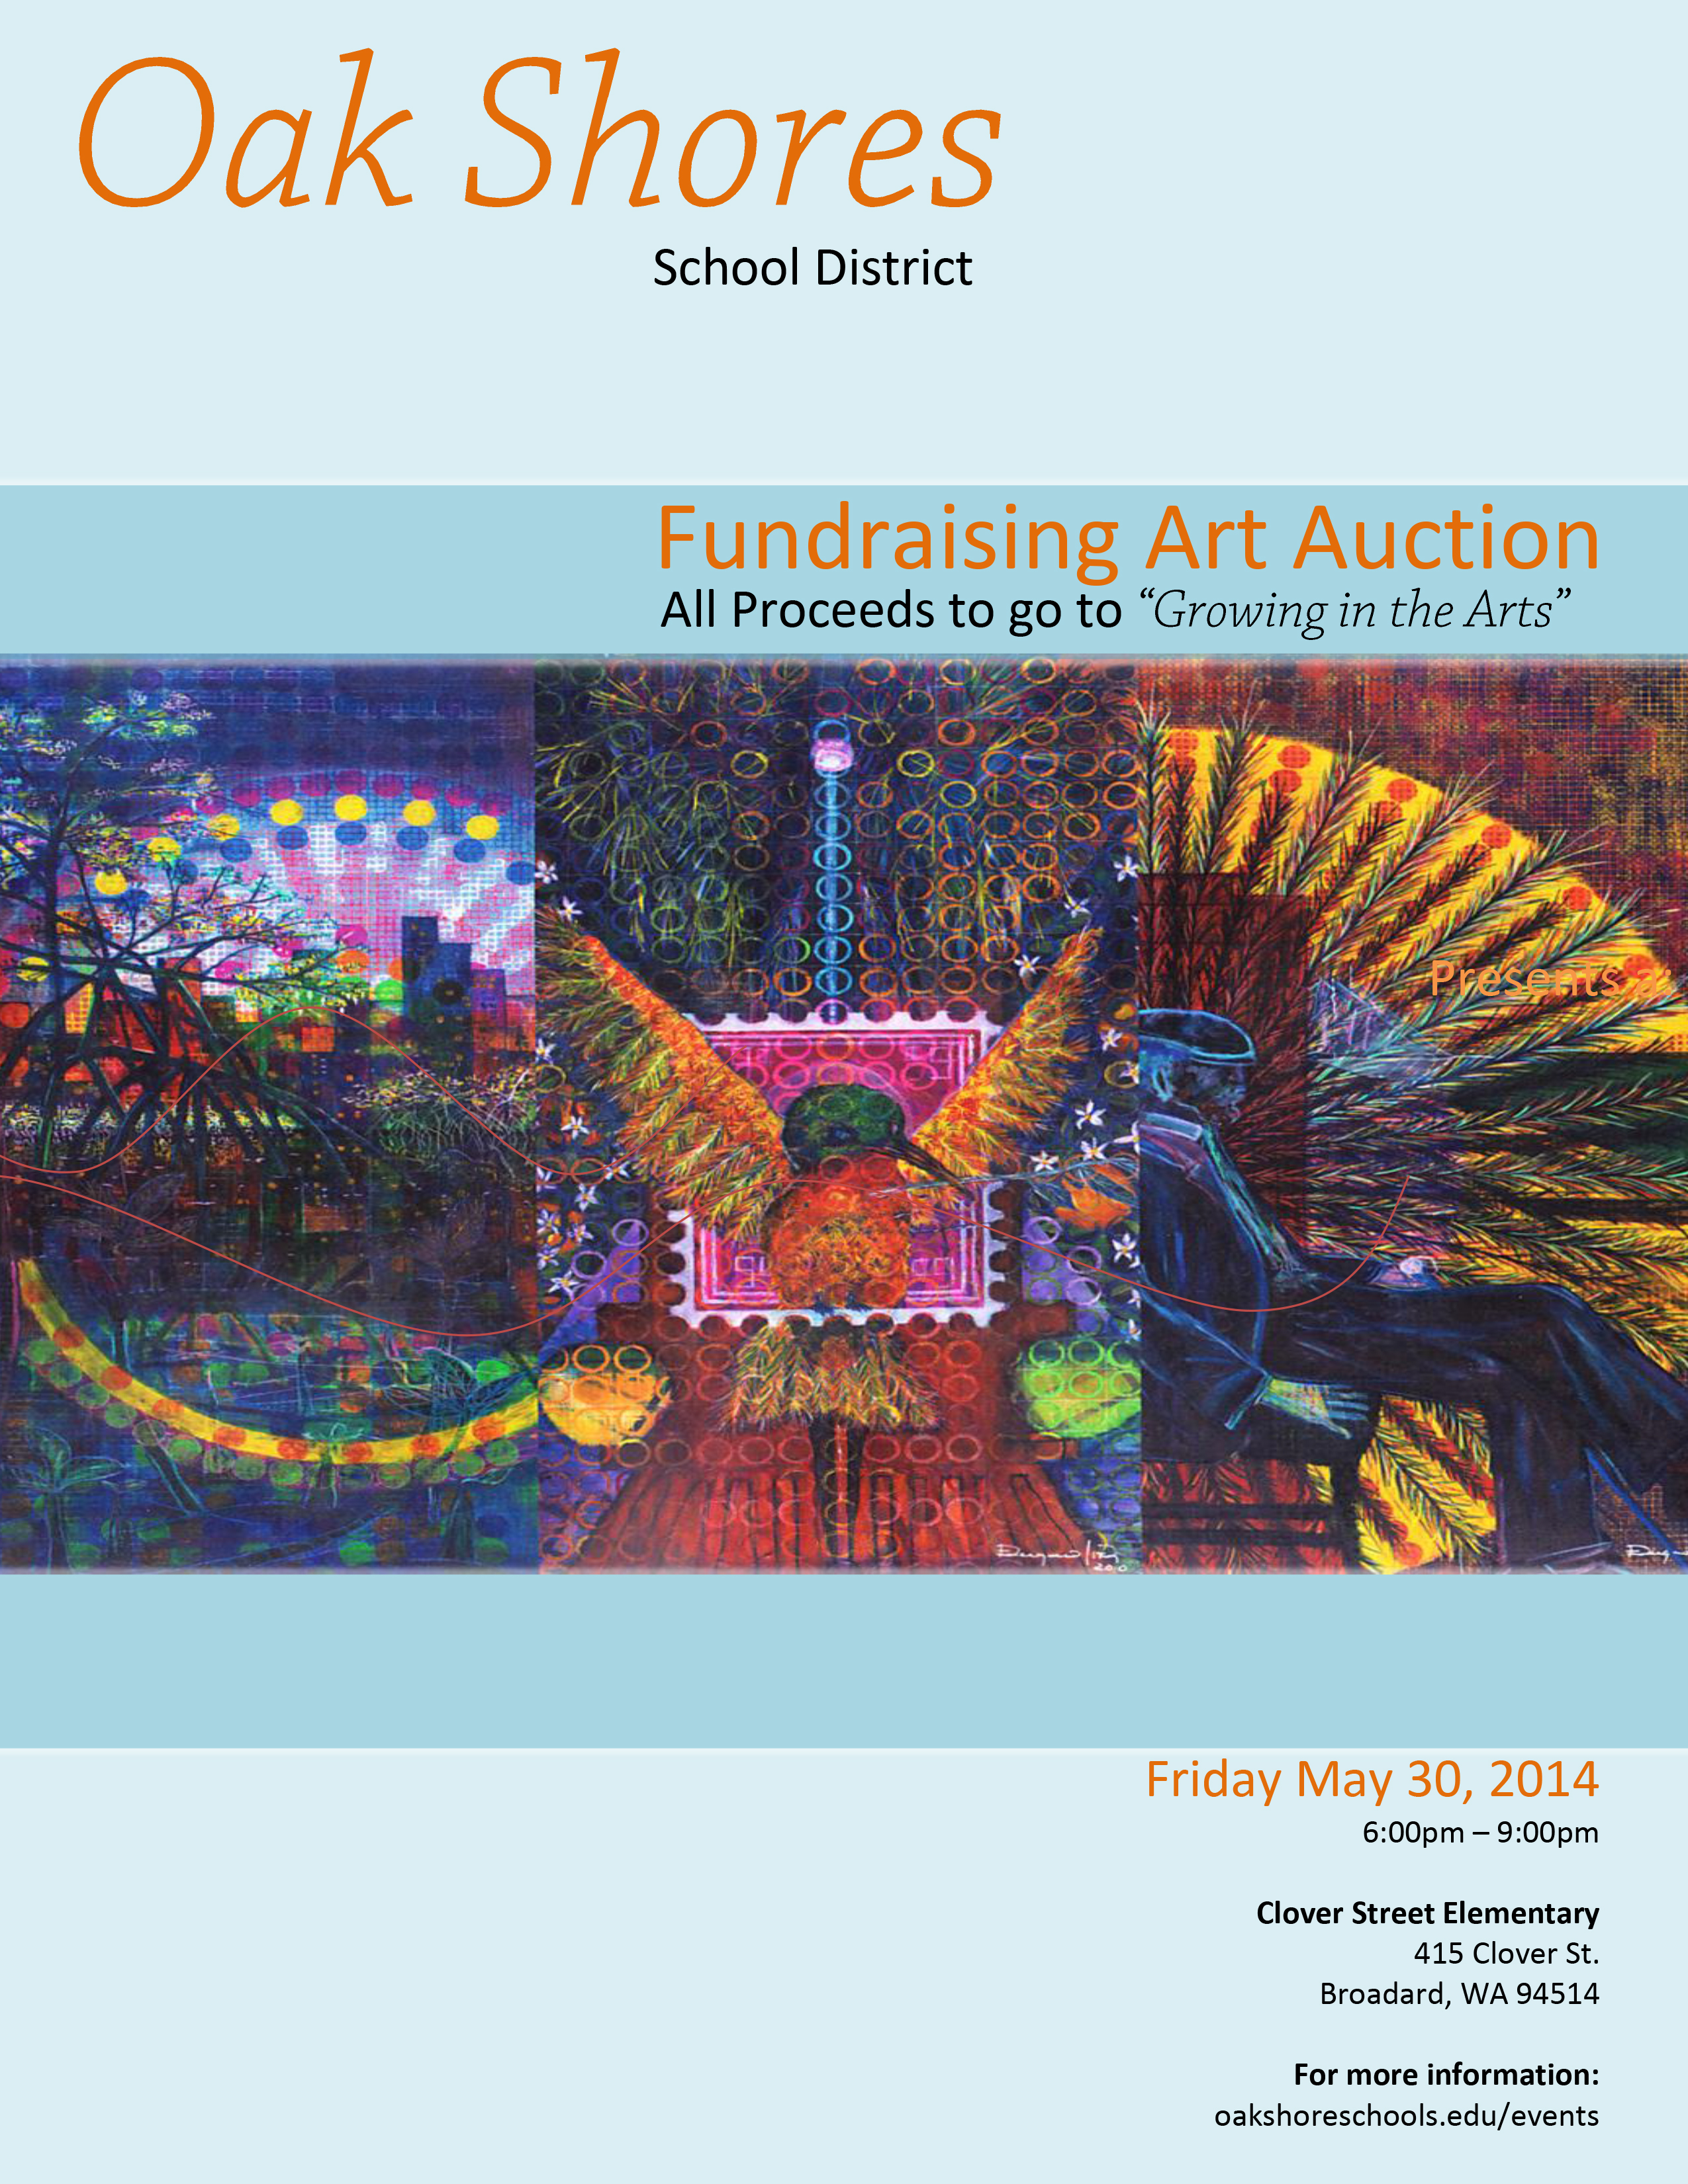 Oak Shores
School District
Fundraising Art Auction
All Proceeds to go to “Growing in the Arts”
Presents a:
Friday May 30, 2014
6:00pm – 9:00pm
Clover Street Elementary
415 Clover St.
Broadard, WA 94514
For more information:
oakshoreschools.edu/events